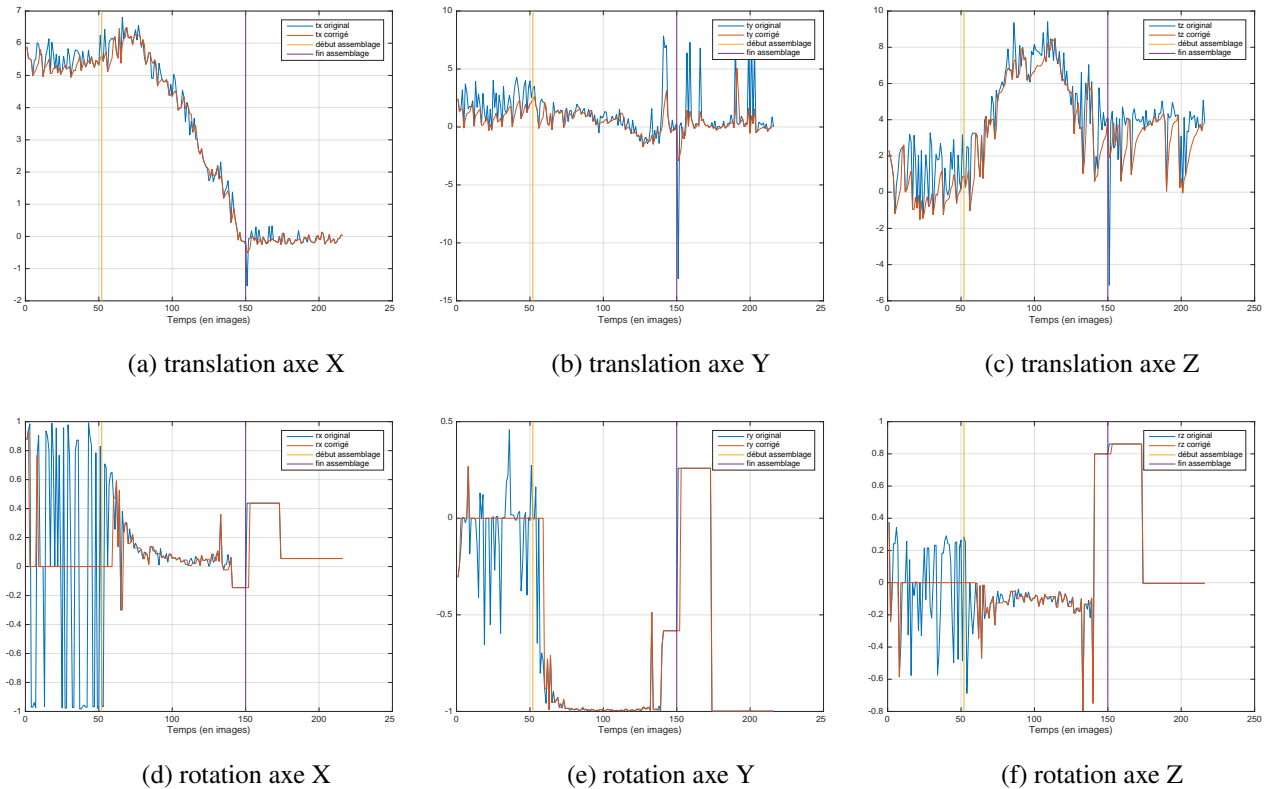 7
6
5
4
3
2
1
0
-1
-2
0
50
100
150
200
25
Temps (en images)
tx original
tx corrigé
début assemblage
fin assemblage
(a) translation axe X
10
5
0
-5
-10
-15
0
50
100
150
200
25
Temps (en images)
ty original
ty corrigé
début assemblage
fin assemblage
(b) translation axe Y
10
8
6
4
2
0
2
4
6
0
50
100
150
200
250
Temps (en images)
tz original
tz corrigé
début assemblage
fin assemblage
(c) translation axe Z
1
0.8
0.6
0.4
0.2
0
-0.2
-0.4
-0.6
-0.8
-1
0
50
100
150
200
25
Temps (en images)
rx original
rx corrigé
début assemblage
fin assemblage
(d) rotation axe X
0.5
0
-0.5
-1
0
50
100
150
200
25
Temps (en images)
ry original
ry corrigé
début assemblage
fin assemblage
(e) rotation axe Y
1
0.8
0.6
0.4
0.2
0
-0.2
-0.4
-0.6
-0.8
0
50
100
150
200
Temps (en images)
rz original
rz corrigé
début assemblage
fin assemblage
(f) rotation axe Z